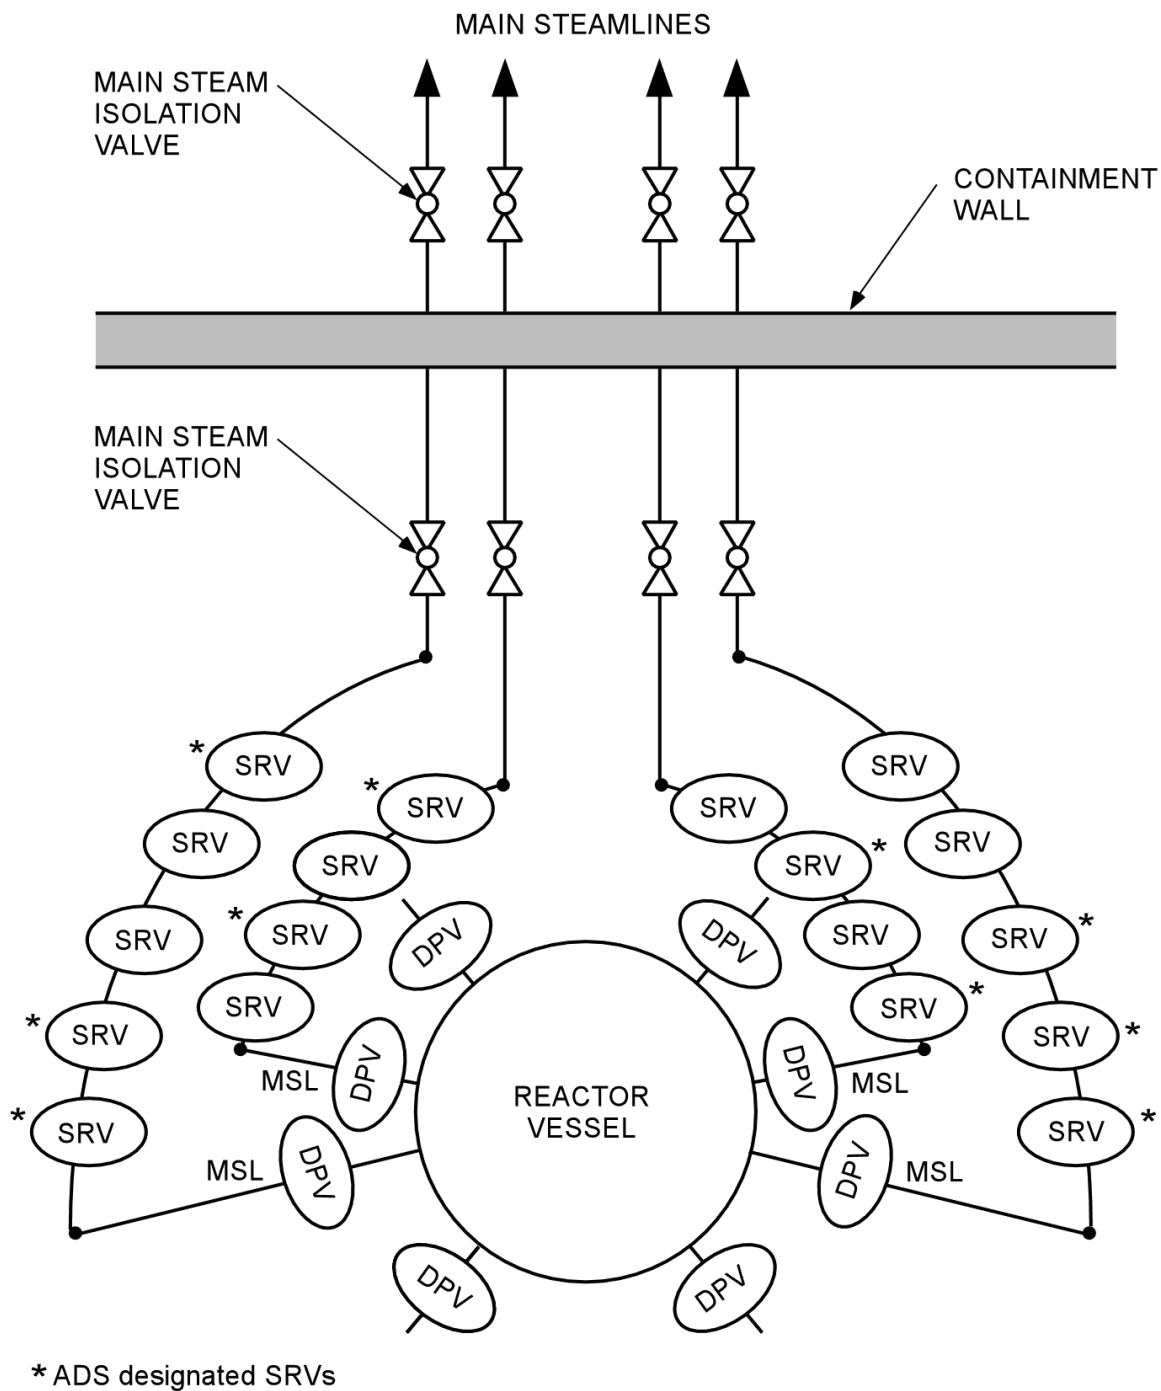 MAIN STEAMLINES
MAIN STEAM
ISOLATION
VALVE
CONTAINMENT
WALL
MAIN STEAM
ISOLATION
VALVE
* SRV
SRV
SRV
* SRV
* SRV
* SRV
SRV
* SRV
SRV
SRV
SRV *
SRV
SRV *
SRV
SRV
SRV *
SRV *
SRV *
DPV
DPV
DPV
DPV
MSL
MSL
REACTOR
VESSEL
DPV
DPV
MSL
MSL
DPV
DPV
* ADS designated SRVs